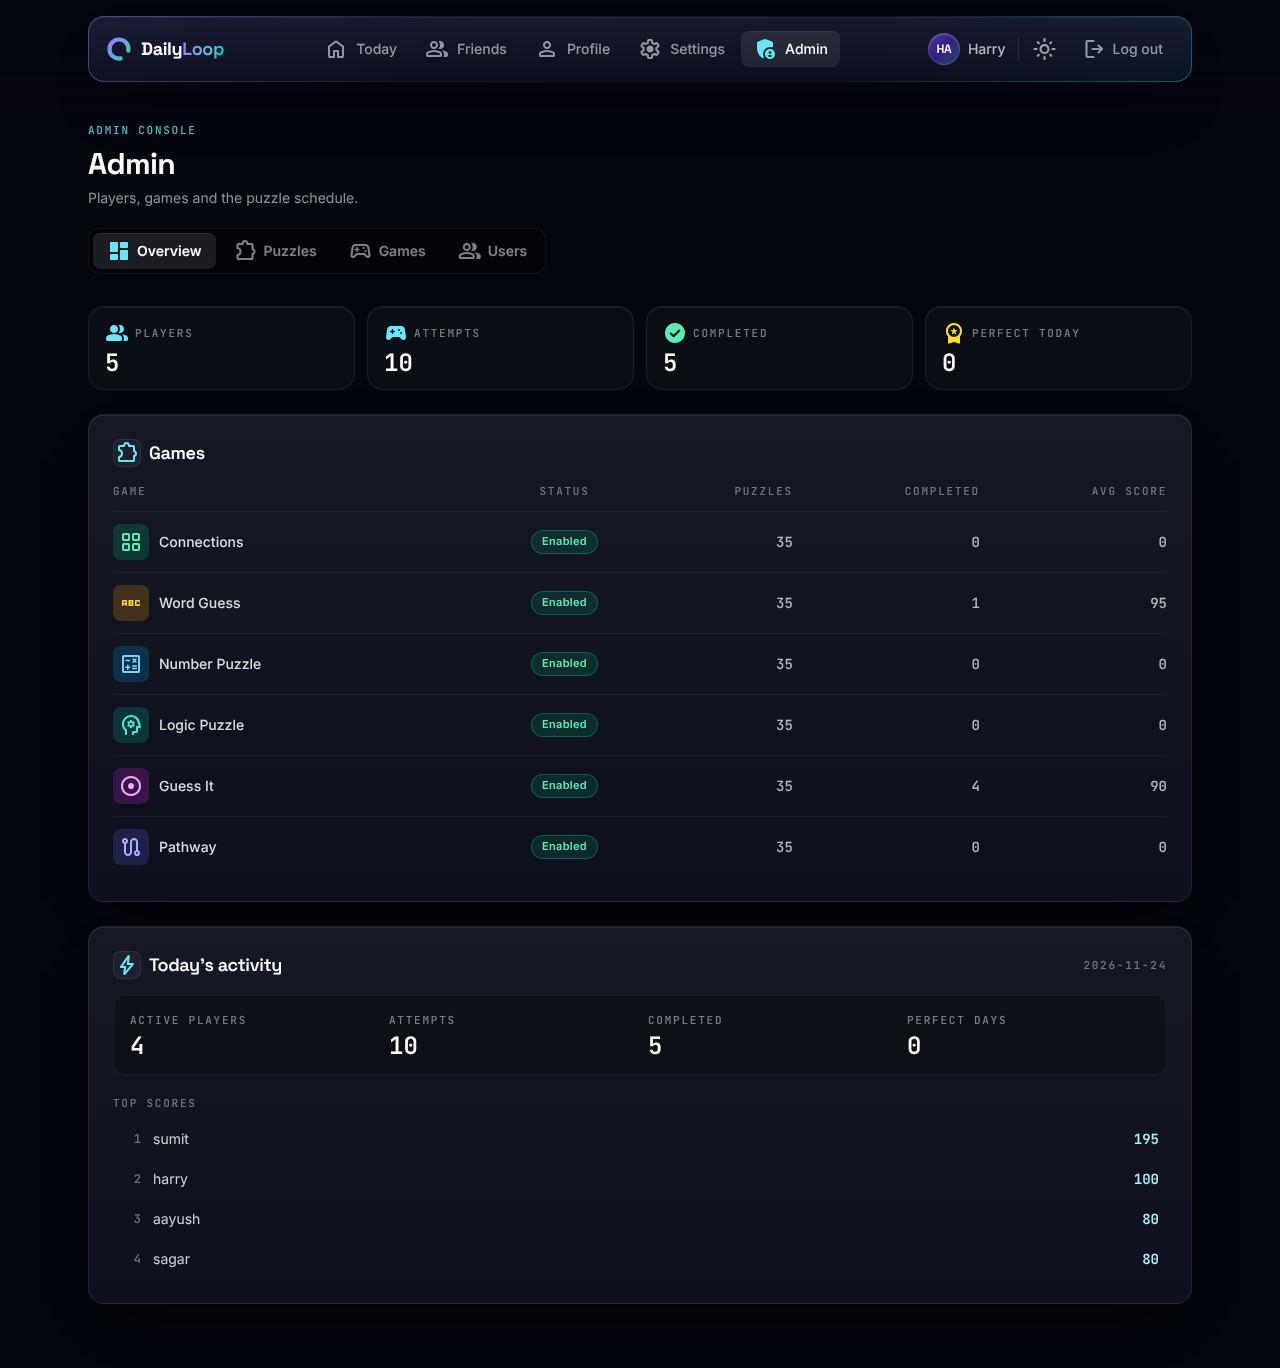 DailyLoop Today Friends Profile Settings Admin HA Harry Log out
ADMIN CONSOLE
Admin
Players, games and the puzzle schedule.
Overview Puzzles Games Users
PLAYERS ATTEMPTS COMPLETED PERFECT TODAY
5 10 5 0
Games
GAME STATUS PUZZLES COMPLETED AVG SCORE
Connections Enabled 35 0 0
ABC Word Guess Enabled 35 1 95
Number Puzzle Enabled 35 0 0
Logic Puzzle Enabled 35 0 0
Guess It Enabled 35 4 90
Pathway Enabled 35 0 0
Today's activity 2026-11-24
ACTIVE PLAYERS ATTEMPTS COMPLETED PERFECT DAYS
4 10 5 0
TOP SCORES
1 sumit 195
2 harry 100
3 aayush 80
4 sagar 80